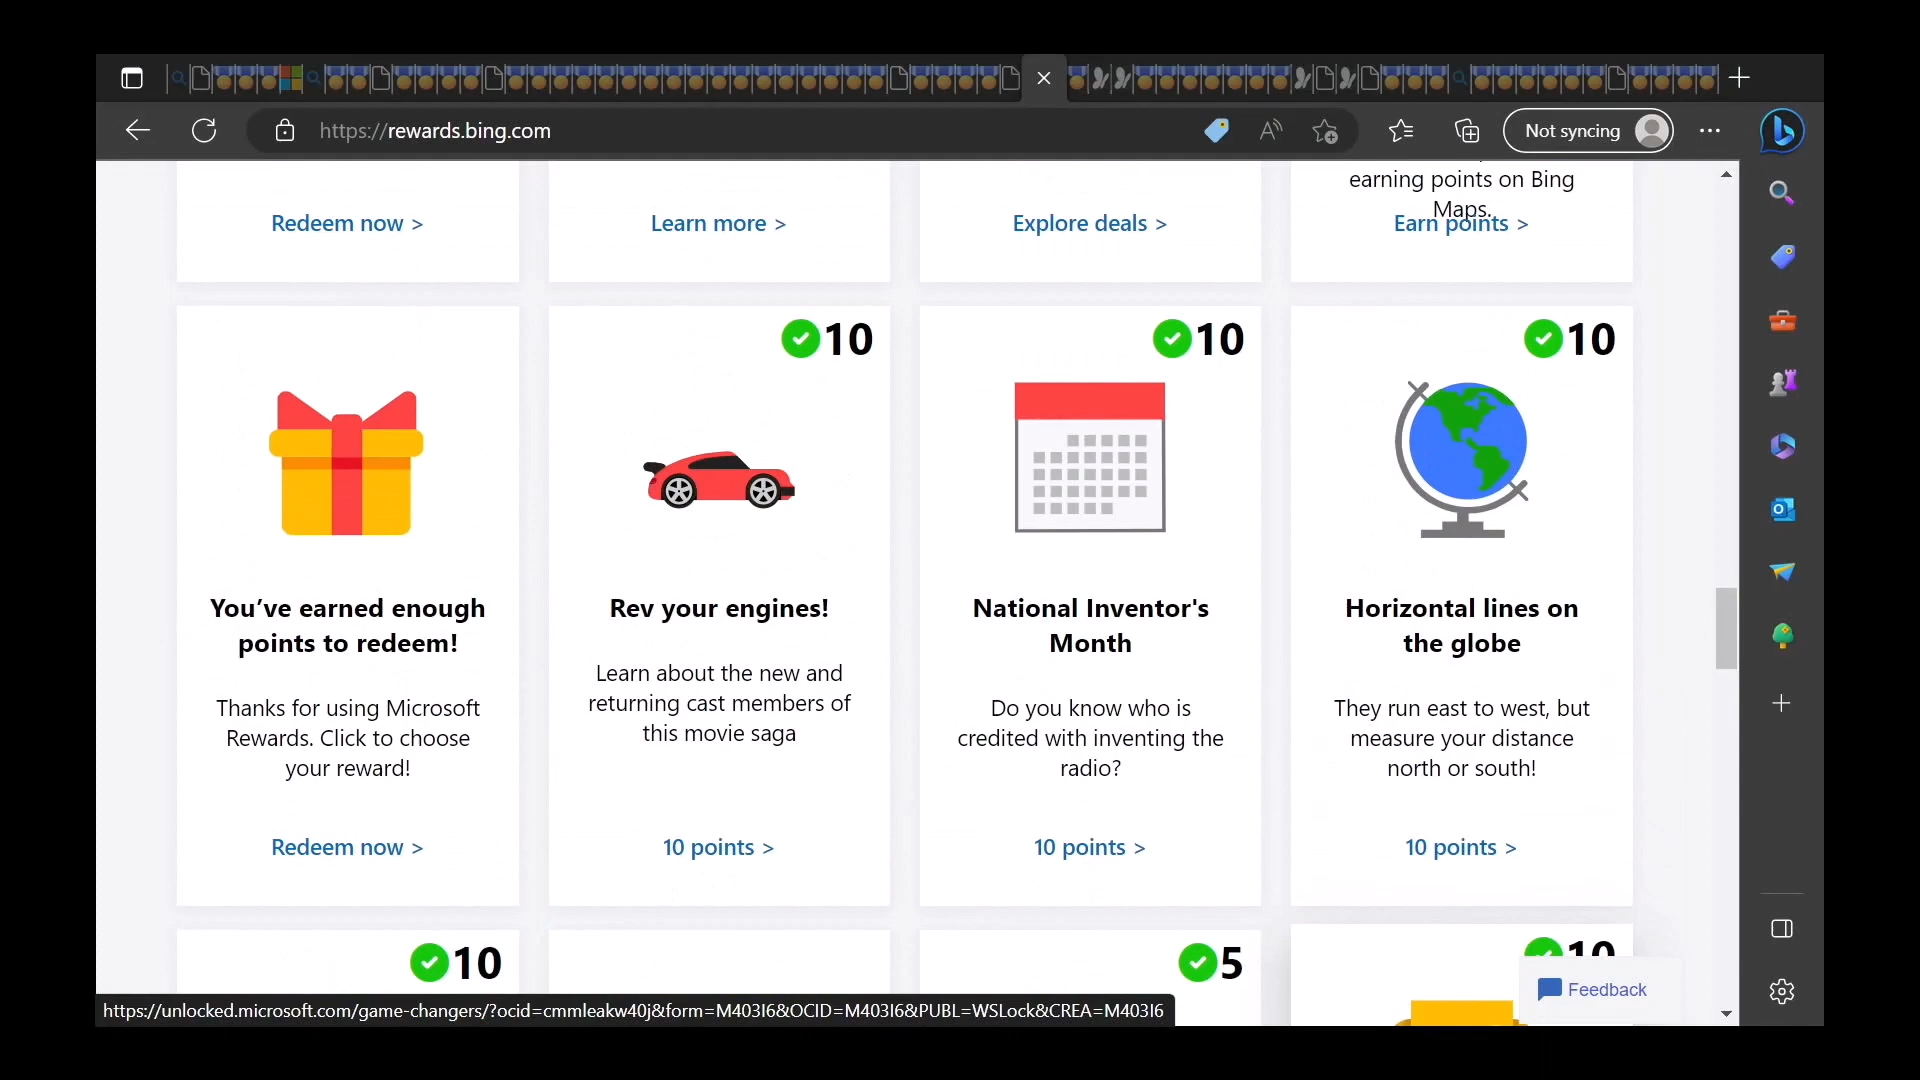 https://rewards.bing.com
Not syncing
earning points on Bing
Maps.
Redeem now >
Learn more >
Explore deals >
Earn points >
10
10
10
You’ve earned enough
points to redeem!
Thanks for using Microsoft
Rewards. Click to choose
your reward!
Redeem now >
Rev your engines!
Learn about the new and
returning cast members of
this movie saga
10 points >
National Inventor's
Month
Do you know who is
credited with inventing the
radio?
10 points >
Horizontal lines on
the globe
They run east to west, but
measure your distance
north or south!
10 points >
10
5
10
Feedback
https://unlocked.microsoft.com/game-changers/?ocid=cmmleakw40j&form=M403I6&OCID=M403I6&PUBL=WSLock&CREA=M403I6